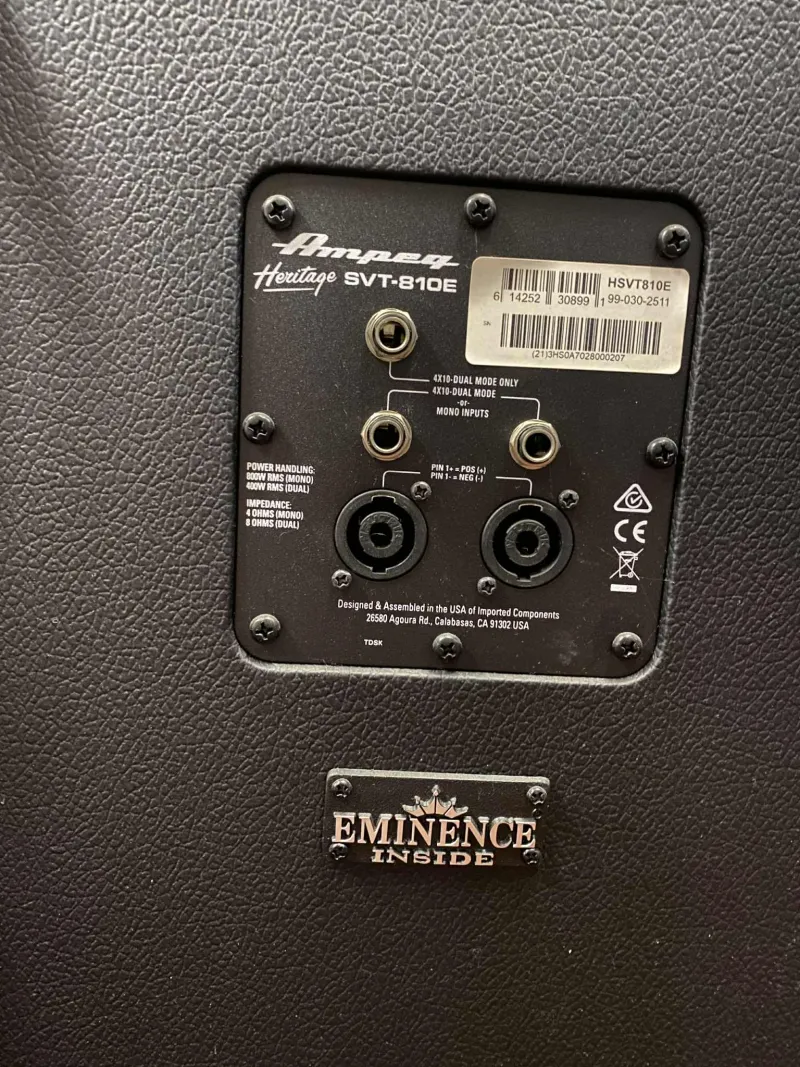 Ampeg
Heritage SVT-810E
HSVT810E
6 14252 30899 1
99-030-2511
SN:
(21)3HS0A7028000207
4X10-DUAL MODE ONLY
4X10-DUAL MODE
-or-
MONO INPUTS
PIN 1+ = POS (+)
PIN 1- = NEG (-)
POWER HANDLING:
800W RMS (MONO)
400W RMS (DUAL)
IMPEDANCE:
4 OHMS (MONO)
8 OHMS (DUAL)
CE
Designed & Assembled in the USA of Imported Components
26580 Agoura Rd., Calabasas, CA 91302 USA
TDSK
EMINENCE
INSIDE